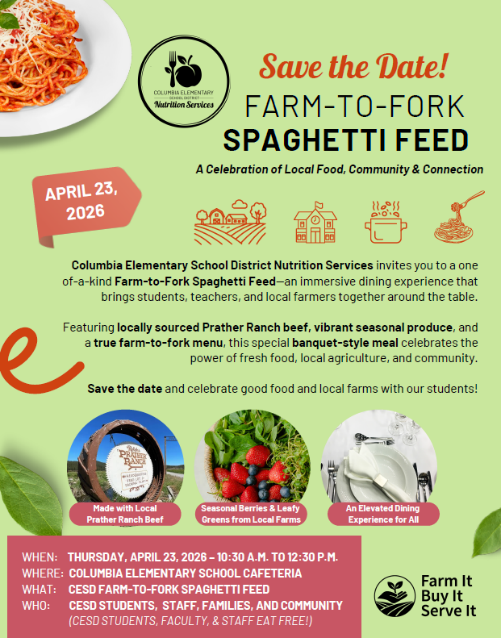 COLUMBIA ELEMENTARY
SCHOOL DISTRICT
Nutrition Services
Save the Date!
FARM-TO-FORK
SPAGHETTI FEED
A Celebration of Local Food, Community & Connection
APRIL 23,
2026
Columbia Elementary School District Nutrition Services invites you to a one
of-a-kind Farm-to-Fork Spaghetti Feed—an immersive dining experience that
brings students, teachers, and local farmers together around the table.
Featuring locally sourced Prather Ranch beef, vibrant seasonal produce, and
a true farm-to-fork menu, this special banquet-style meal celebrates the
power of fresh food, local agriculture, and community.
Save the date and celebrate good food and local farms with our students!
PRATHER
RANCH
Made with Local
Prather Ranch Beef
Seasonal Berries & Leafy
Greens from Local Farms
An Elevated Dining
Experience for All
WHEN: THURSDAY, APRIL 23, 2026 – 10:30 A.M. TO 12:30 P.M.
WHERE: COLUMBIA ELEMENTARY SCHOOL CAFETERIA
WHAT: CESD FARM-TO-FORK SPAGHETTI FEED
WHO: CESD STUDENTS, STAFF, FAMILIES, AND COMMUNITY
(CESD STUDENTS, FACULTY, & STAFF EAT FREE!)
Farm It
Buy It
Serve It